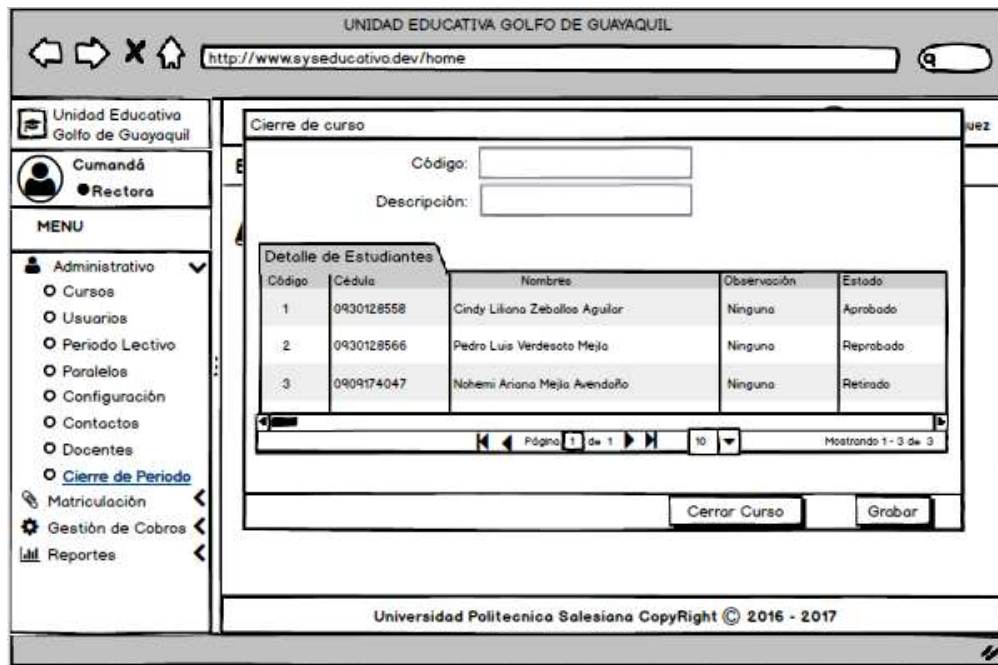 UNIDAD EDUCATIVA GOLFO DE GUAYAQUIL
http://www.syseducativo.dev/home
Unidad Educativa
Golfo de Guayaquil
Cumandá
Rectora
MENU
Administrativo
Cursos
Usuarios
Periodo Lectivo
Paralelos
Configuración
Contactos
Docentes
Cierre de Periodo
Matriculación
Gestión de Cobros
Reportes
uez
Cierre de curso
Código:
Descripción:
Detalle de Estudiantes
Código Cédula Nombres Observación Estado
1 0930128558 Cindy Liliana Zeballos Aguilar Ninguna Aprobado
2 0930128566 Pedro Luis Verdesoto Mejía Ninguna Reprobado
3 0909174047 Nohemi Ariana Mejía Avendaño Ninguna Retirado
Página 1 de 1 10 Mostrando 1 - 3 de 3
Cerrar Curso Grabar
Universidad Politecnica Salesiana CopyRight © 2016 - 2017